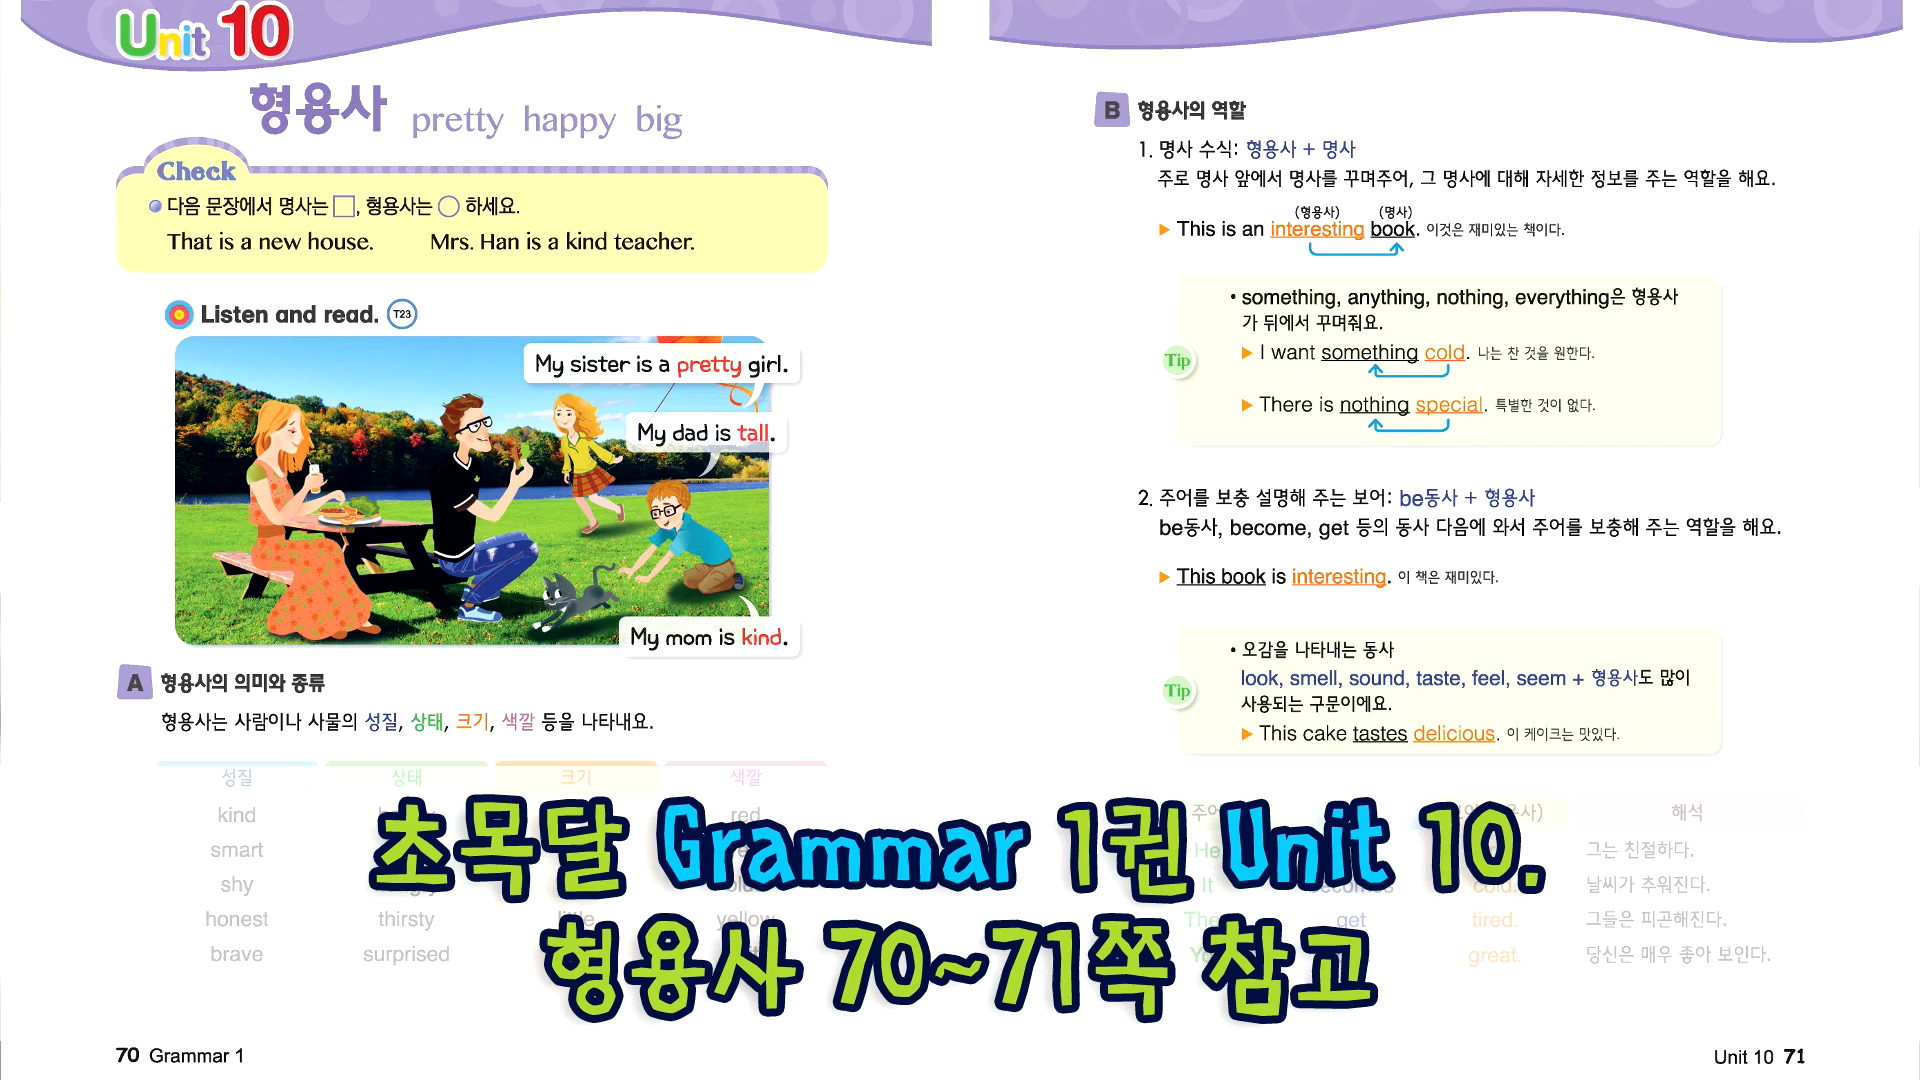 Unit 10
형용사 pretty happy big
Check
다음 문장에서 명사는 □, 형용사는 ○ 하세요.
That is a new house. Mrs. Han is a kind teacher.
Listen and read. T23
My sister is a pretty girl.
My dad is tall.
My mom is kind.
A 형용사의 의미와 종류
형용사는 사람이나 사물의 성질, 상태, 크기, 색깔 등을 나타내요.
성질 상태 크기 색깔
kind red
smart
shy
honest thirsty little yellow
brave surprised
70 Grammar 1
B 형용사의 역할
1. 명사 수식: 형용사 + 명사
주로 명사 앞에서 명사를 꾸며주어, 그 명사에 대해 자세한 정보를 주는 역할을 해요.
(형용사) (명사)
This is an interesting book. 이것은 재미있는 책이다.
Tip
• something, anything, nothing, everything은 형용사
가 뒤에서 꾸며줘요.
I want something cold. 나는 찬 것을 원한다.
There is nothing special. 특별한 것이 없다.
2. 주어를 보충 설명해 주는 보어: be동사 + 형용사
be동사, become, get 등의 동사 다음에 와서 주어를 보충해 주는 역할을 해요.
This book is interesting. 이 책은 재미있다.
Tip
• 오감을 나타내는 동사
look, smell, sound, taste, feel, seem + 형용사도 많이
사용되는 구문이에요.
This cake tastes delicious. 이 케이크는 맛있다.
해석
He 그는 친절하다.
It becomes cold. 날씨가 추워진다.
get tired. 그들은 피곤해진다.
great. 당신은 매우 좋아 보인다.
Unit 10 71
초목달 Grammar 1권 Unit 10.
형용사 70~71쪽 참고